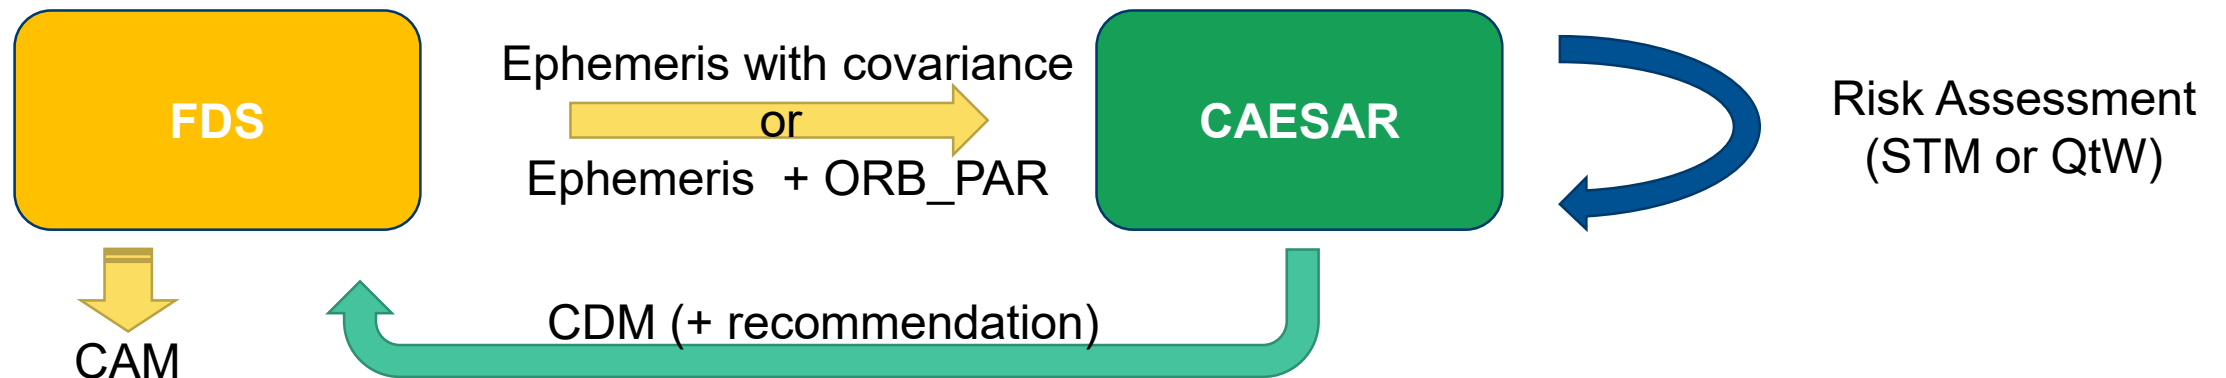 FDS
Ephemeris with covariance
or
Ephemeris + ORB_PAR
CAESAR
Risk Assessment
(STM or QtW)
CDM (+ recommendation)
CAM